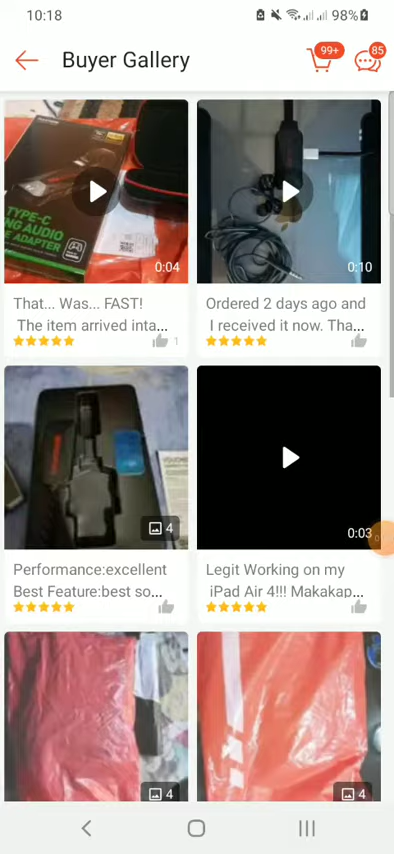 10:18
98%
Buyer Gallery
99+
85
TYPE-C
NG AUDIO
E ADAPTER
0:04
0:10
That... Was... FAST!
The item arrived inta...
1
Ordered 2 days ago and
I received it now. Tha...
4
0:03
Performance:excellent
Best Feature:best so...
Legit Working on my
iPad Air 4!!! Makakap...
4
4